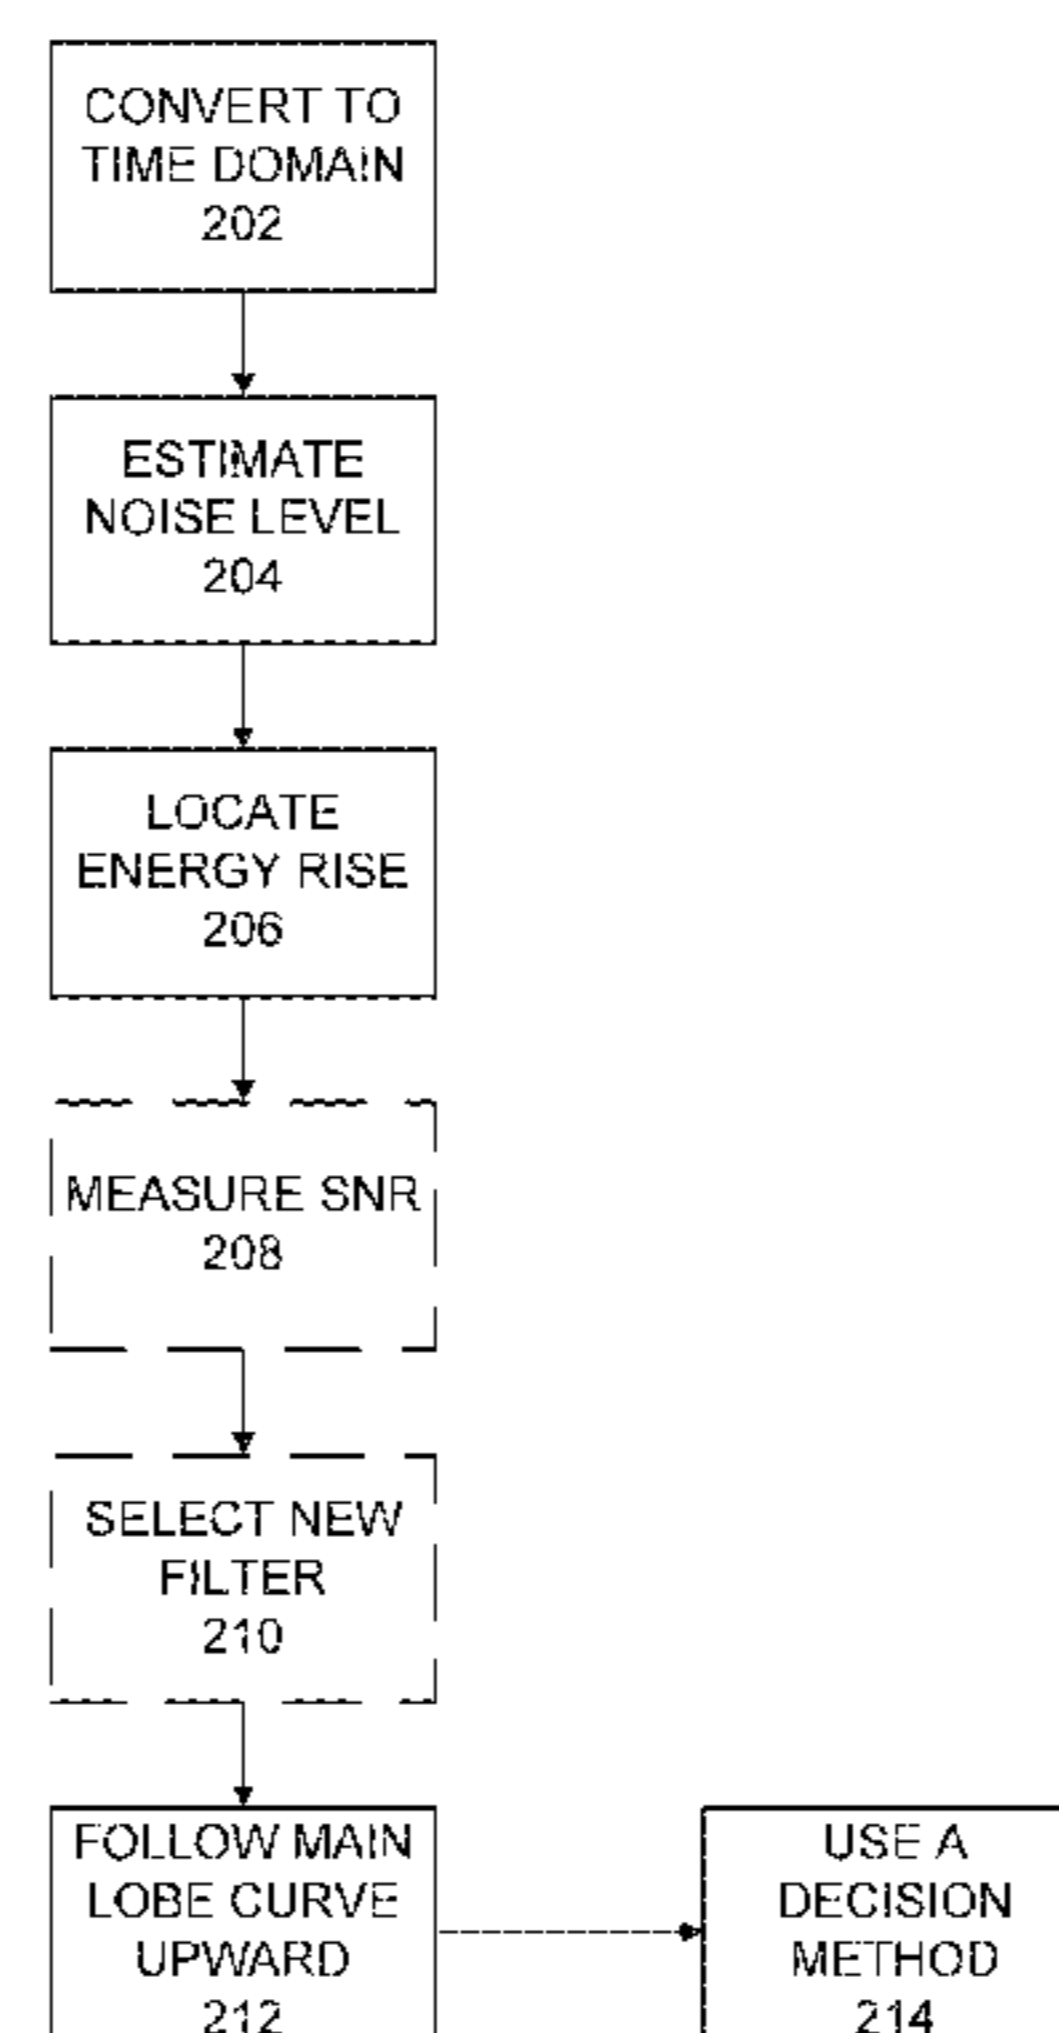 CONVERT TO
TIME DOMAIN
202
ESTIMATE
NOISE LEVEL
204
LOCATE
ENERGY RISE
206
MEASURE SNR
208
SELECT NEW
FILTER
210
FOLLOW MAIN
LOBE CURVE
UPWARD
212
USE A
DECISION
METHOD
214